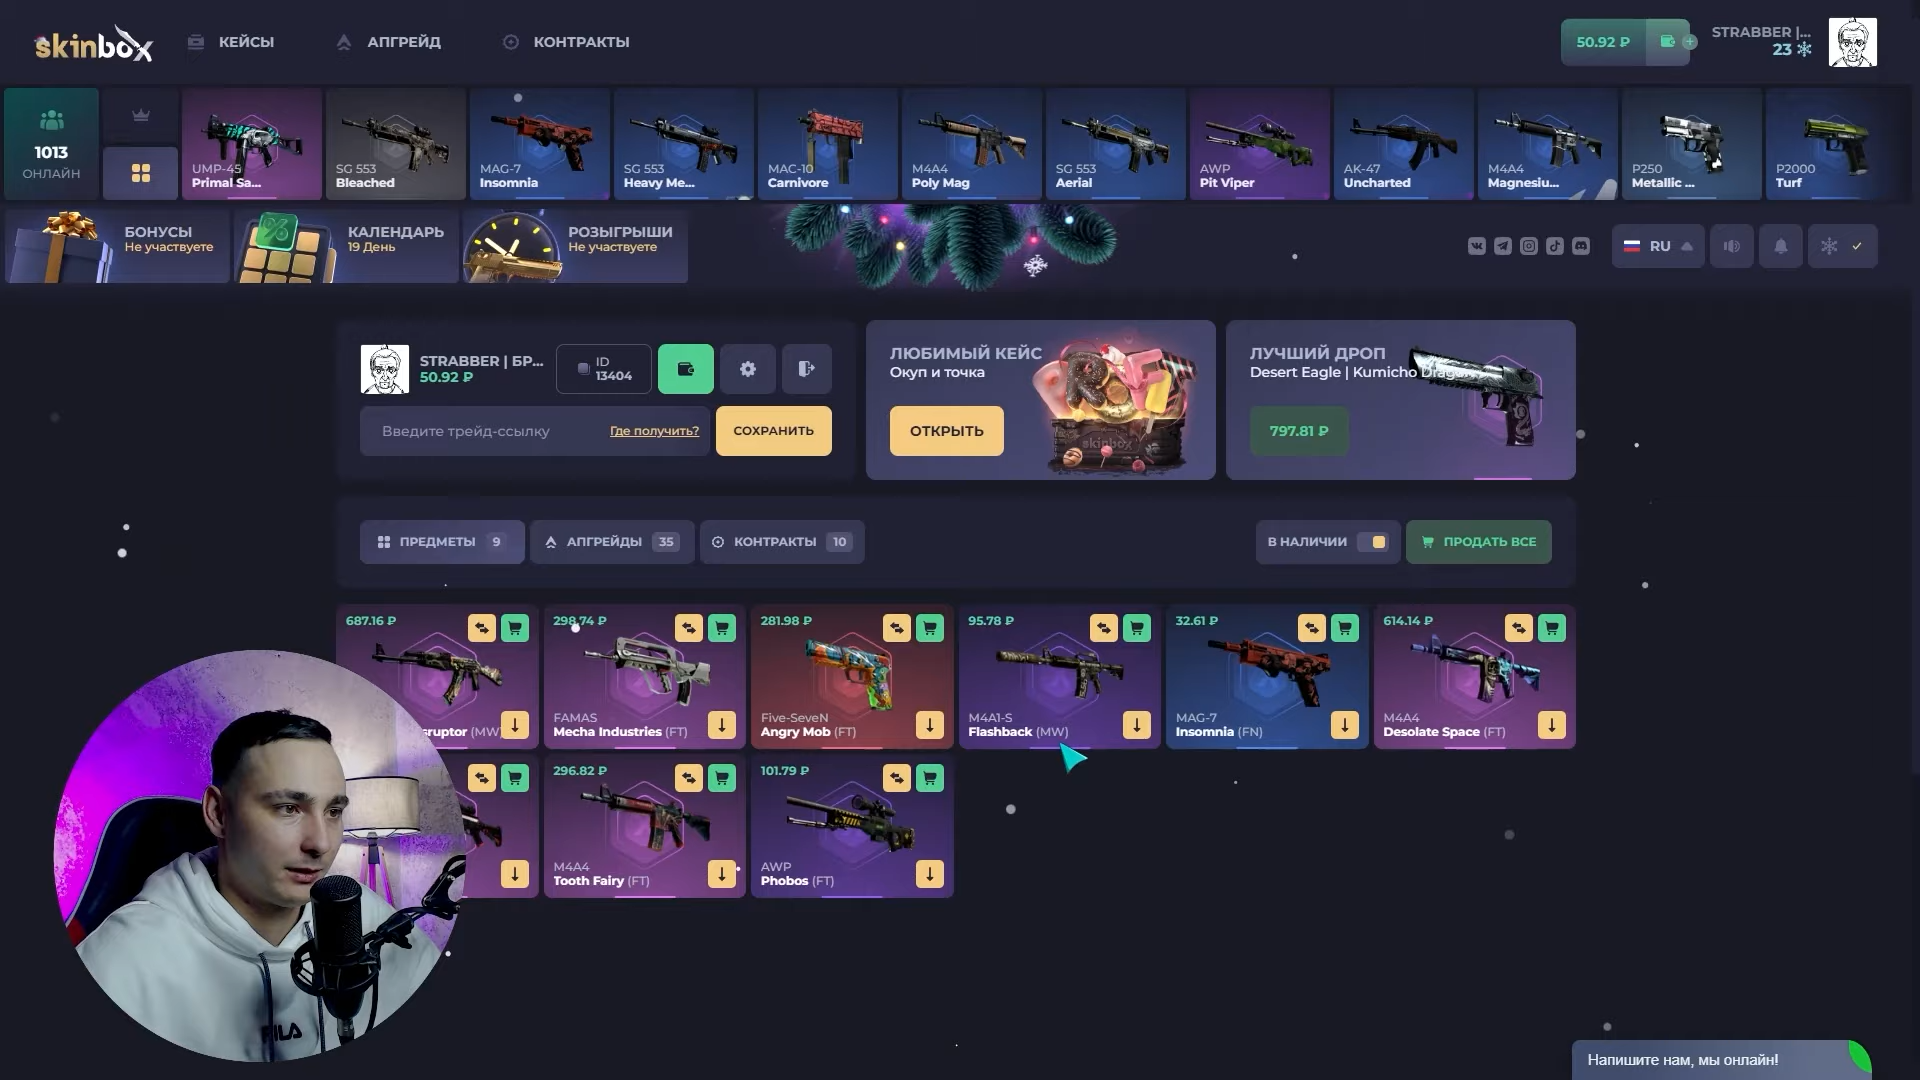 skinbox
КЕЙСЫ
АПГРЕЙД
КОНТРАКТЫ
50.92 ₽
STRABBER |...
23
1013
ОНЛАЙН
UMP-45
Primal Sa...
SG 553
Bleached
MAG-7
Insomnia
SG 553
Heavy Me...
MAC-10
Carnivore
M4A4
Poly Mag
SG 553
Aerial
AWP
Pit Viper
AK-47
Uncharted
M4A4
Magnesiu...
P250
Metallic ...
P2000
Turf
БОНУСЫ
Не участвуете
КАЛЕНДАРЬ
19 День
РОЗЫГРЫШИ
Не участвуете
RU
STRABBER | БР...
50.92 ₽
ID
13404
Введите трейд-ссылку
Где получить?
СОХРАНИТЬ
ЛЮБИМЫЙ КЕЙС
Окуп и точка
ОТКРЫТЬ
skinbox
ЛУЧШИЙ ДРОП
Desert Eagle | Kumicho Dragon
797.81 ₽
ПРЕДМЕТЫ 9
АПГРЕЙДЫ 35
КОНТРАКТЫ 10
В НАЛИЧИИ
ПРОДАТЬ ВСЕ
687.16 ₽
ruptor (MW)
298.74 ₽
FAMAS
Mecha Industries (FT)
281.98 ₽
Five-SeveN
Angry Mob (FT)
95.78 ₽
M4A1-S
Flashback (MW)
32.61 ₽
MAG-7
Insomnia (FN)
614.14 ₽
M4A4
Desolate Space (FT)
296.82 ₽
M4A4
Tooth Fairy (FT)
101.79 ₽
AWP
Phobos (FT)
FILA
Напишите нам, мы онлайн!